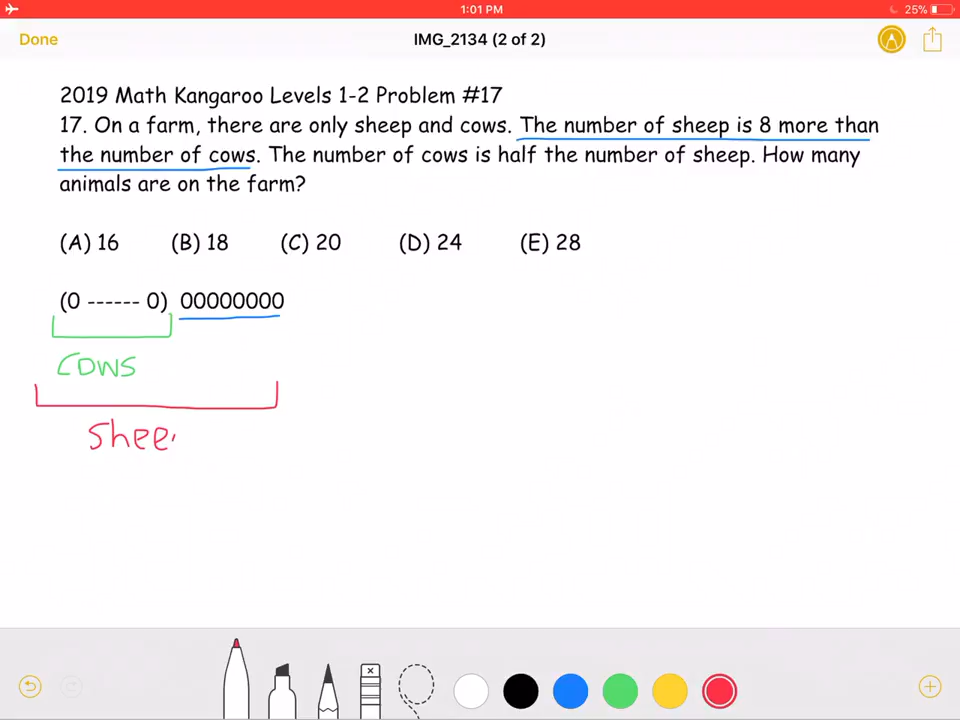 1:01 PM
25%
Done
IMG_2134 (2 of 2)
2019 Math Kangaroo Levels 1-2 Problem #17
17. On a farm, there are only sheep and cows. The number of sheep is 8 more than
the number of cows. The number of cows is half the number of sheep. How many
animals are on the farm?
(A) 16 (B) 18 (C) 20 (D) 24 (E) 28
(0 ------ 0) 00000000
cows
Shee